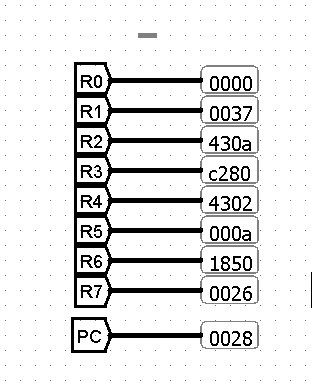 R0 0000
R1 0037
R2 430a
R3 c280
R4 4302
R5 000a
R6 1850
R7 0026
PC 0028